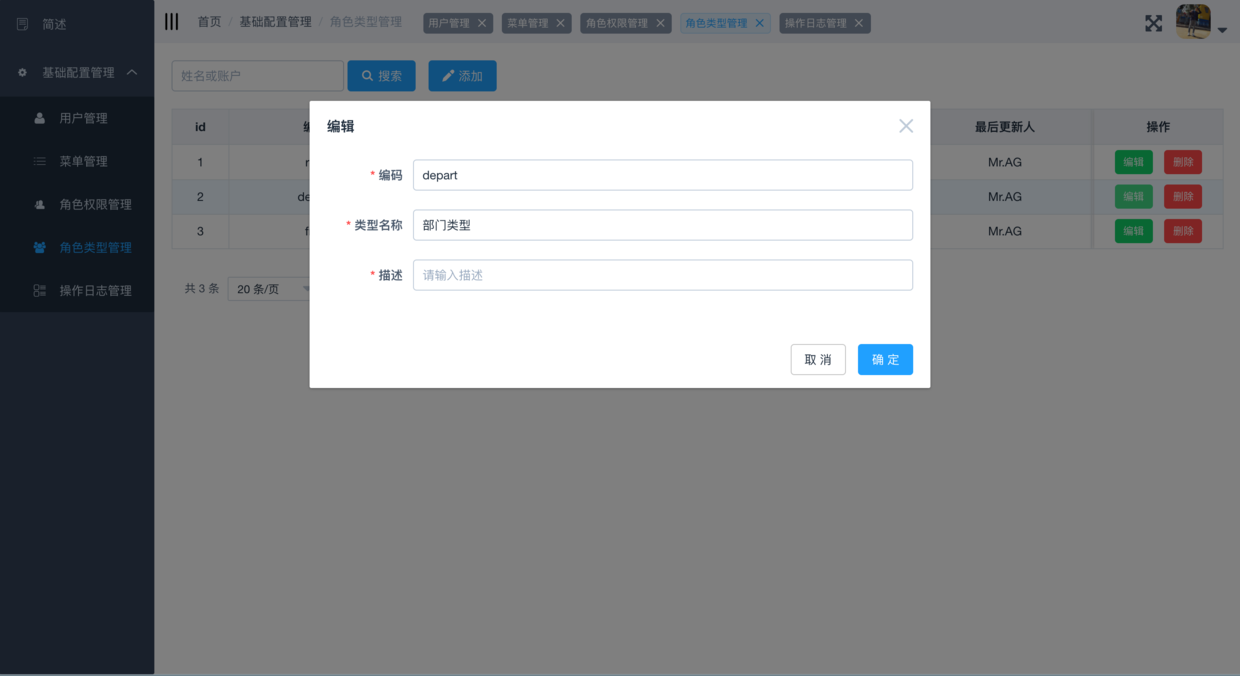 简述
基础配置管理
用户管理
菜单管理
角色权限管理
角色类型管理
操作日志管理
首页 / 基础配置管理 / 角色类型管理
用户管理 菜单管理 角色权限管理 角色类型管理 操作日志管理
姓名或账户 搜索 添加
id 最后更新人 操作
1 Mr.AG 编辑 删除
2 de Mr.AG 编辑 删除
3 Mr.AG 编辑 删除
共 3 条 20 条/页
编辑
* 编码 depart
* 类型名称 部门类型
* 描述 请输入描述
取 消 确 定